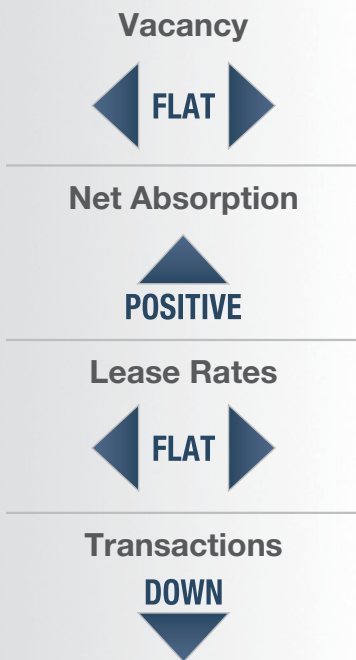 Vacancy
FLAT
Net Absorption
POSITIVE
Lease Rates
FLAT
Transactions
DOWN